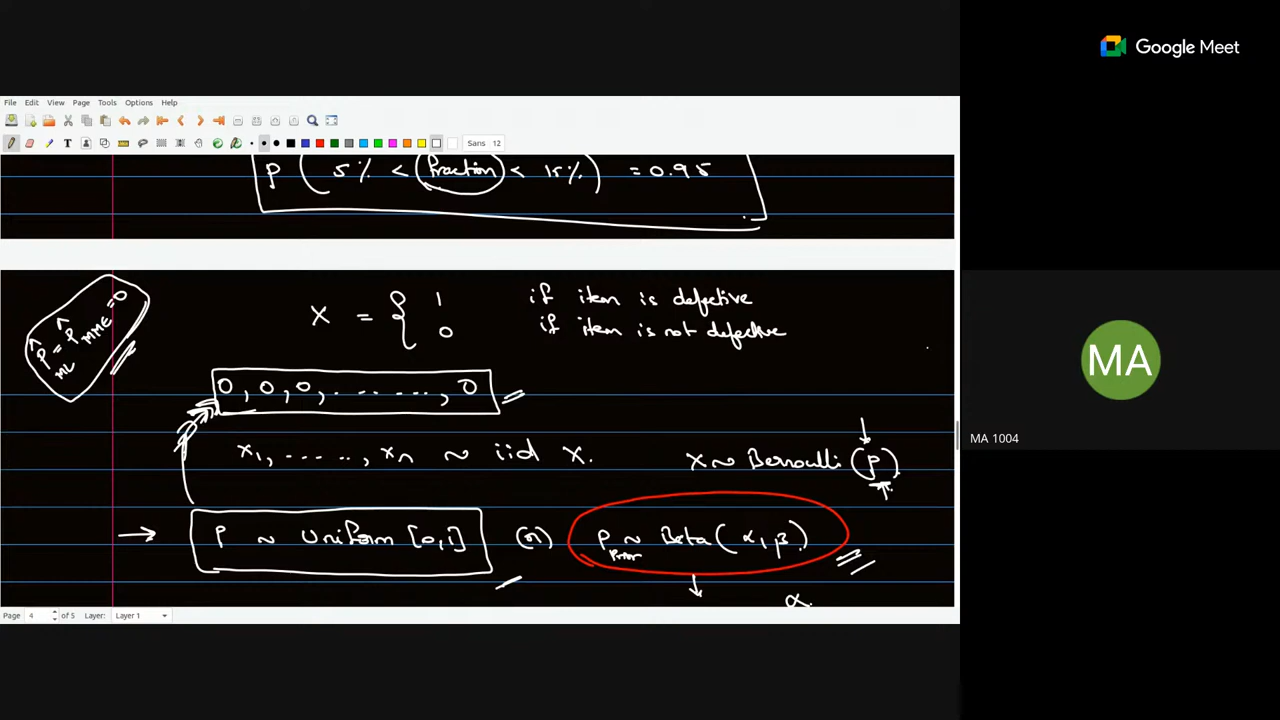 Google Meet
File Edit View Page Tools Options Help
Sans 12
P ( 5% < fraction < 15% ) = 0.95
X = { 1 if item is defective
0 if item is not defective
p̂ ML = p̂ MME = 0
0, 0, 0, ........, 0
x1, ....., xn ~ iid X.
X ~ Bernoulli (p)
MA
MA 1004
→ p ~ Uniform [0,1] (or) p ~ Beta (α, β)
prior
α
Page 4 of 5 Layer: Layer 1